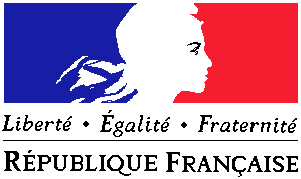 Liberté • Égalité • Fraternité
RÉPUBLIQUE FRANÇAISE